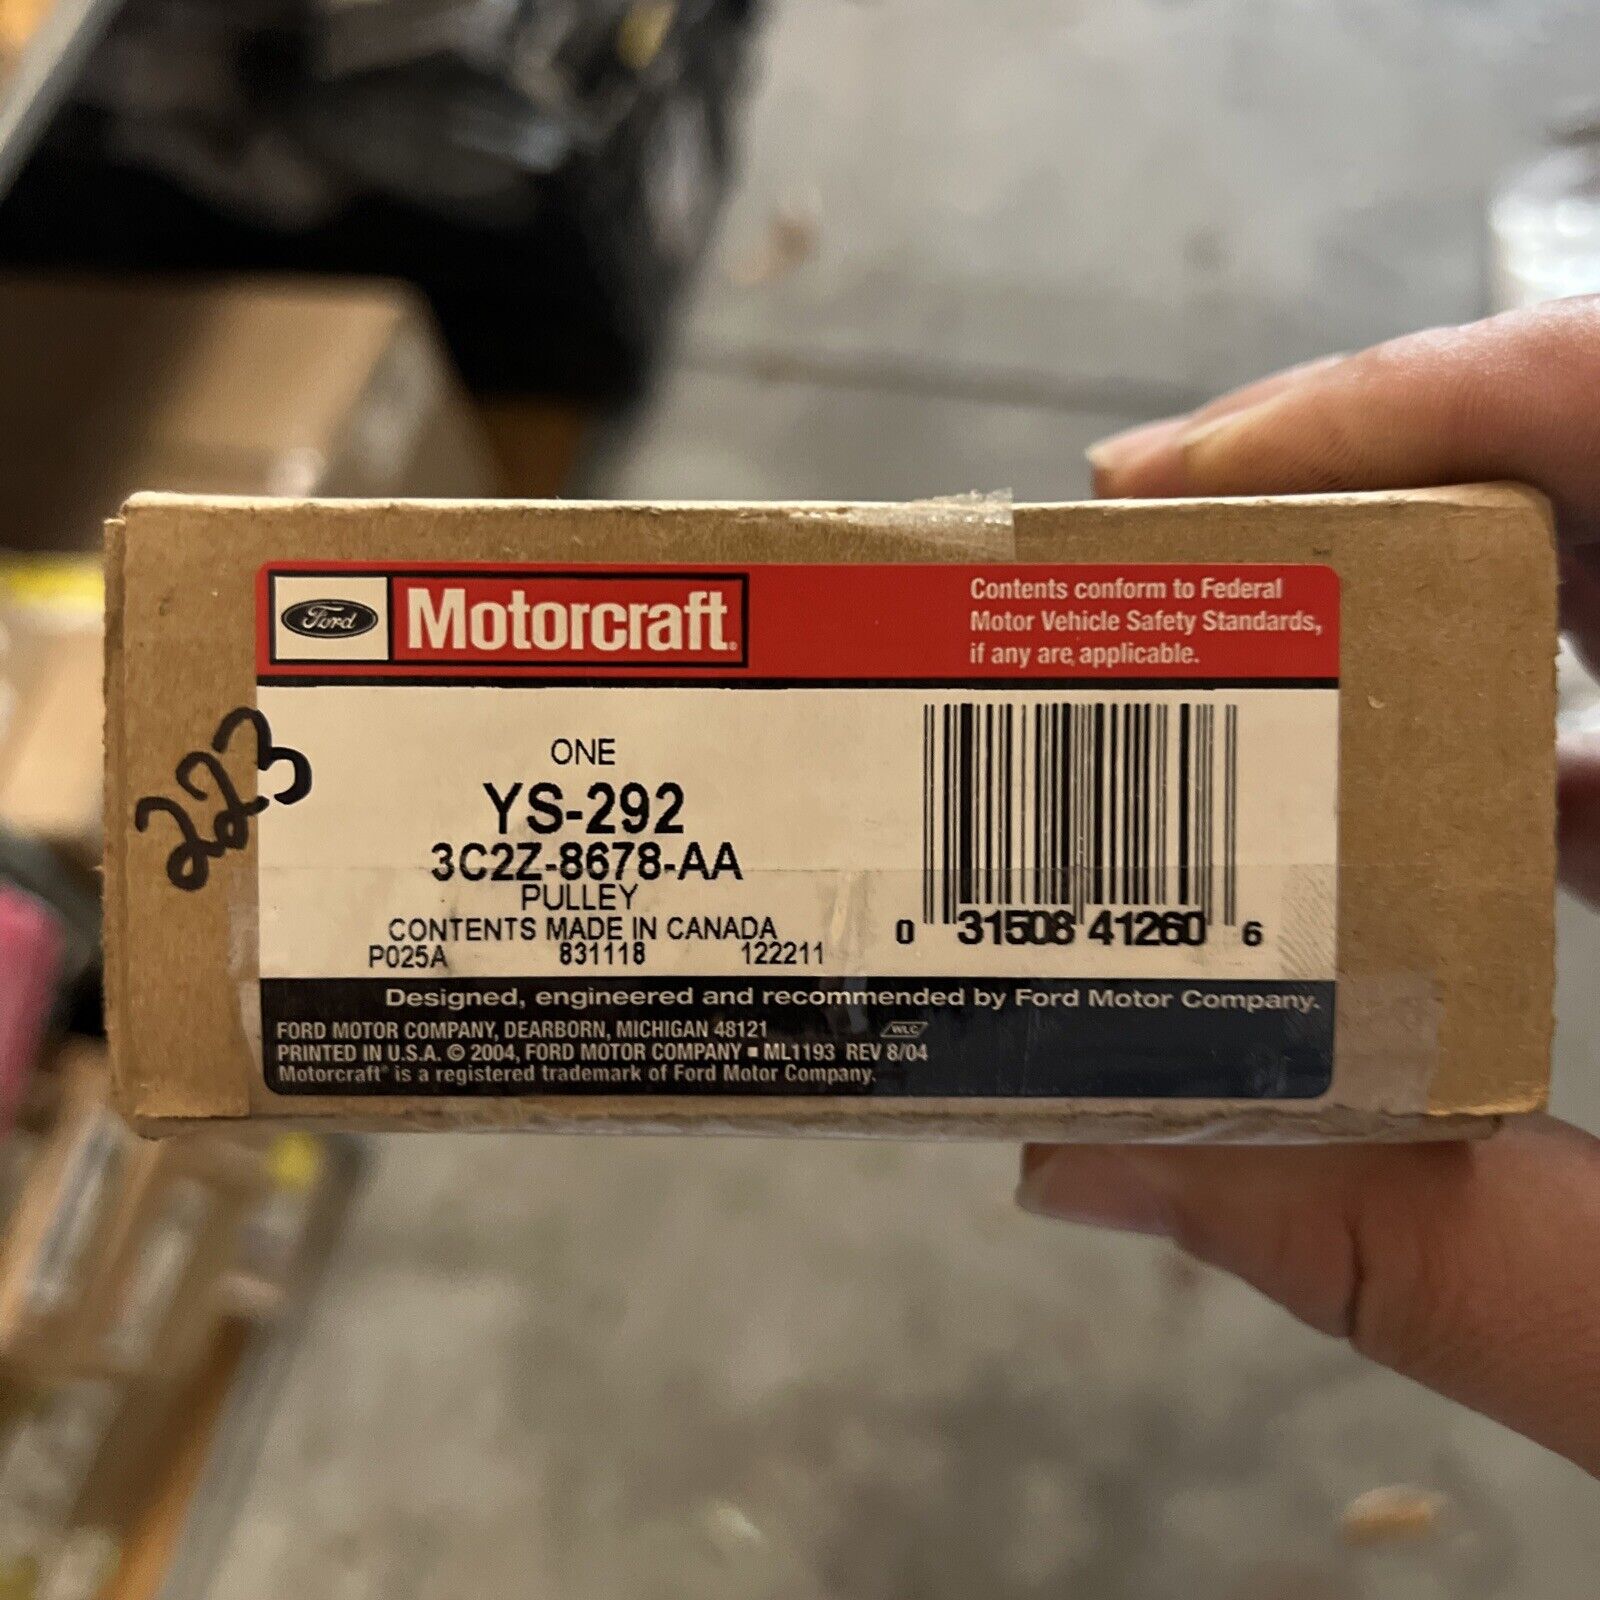 Ford
Motorcraft®
Contents conform to Federal
Motor Vehicle Safety Standards,
if any are applicable.
223
ONE
YS-292
3C2Z-8678-AA
PULLEY
CONTENTS MADE IN CANADA
P025A 831118 122211
0 31508 41260 6
Designed, engineered and recommended by Ford Motor Company.
FORD MOTOR COMPANY, DEARBORN, MICHIGAN 48121
WLC
PRINTED IN U.S.A. © 2004, FORD MOTOR COMPANY ▪ ML1193 REV 8/04
Motorcraft® is a registered trademark of Ford Motor Company.